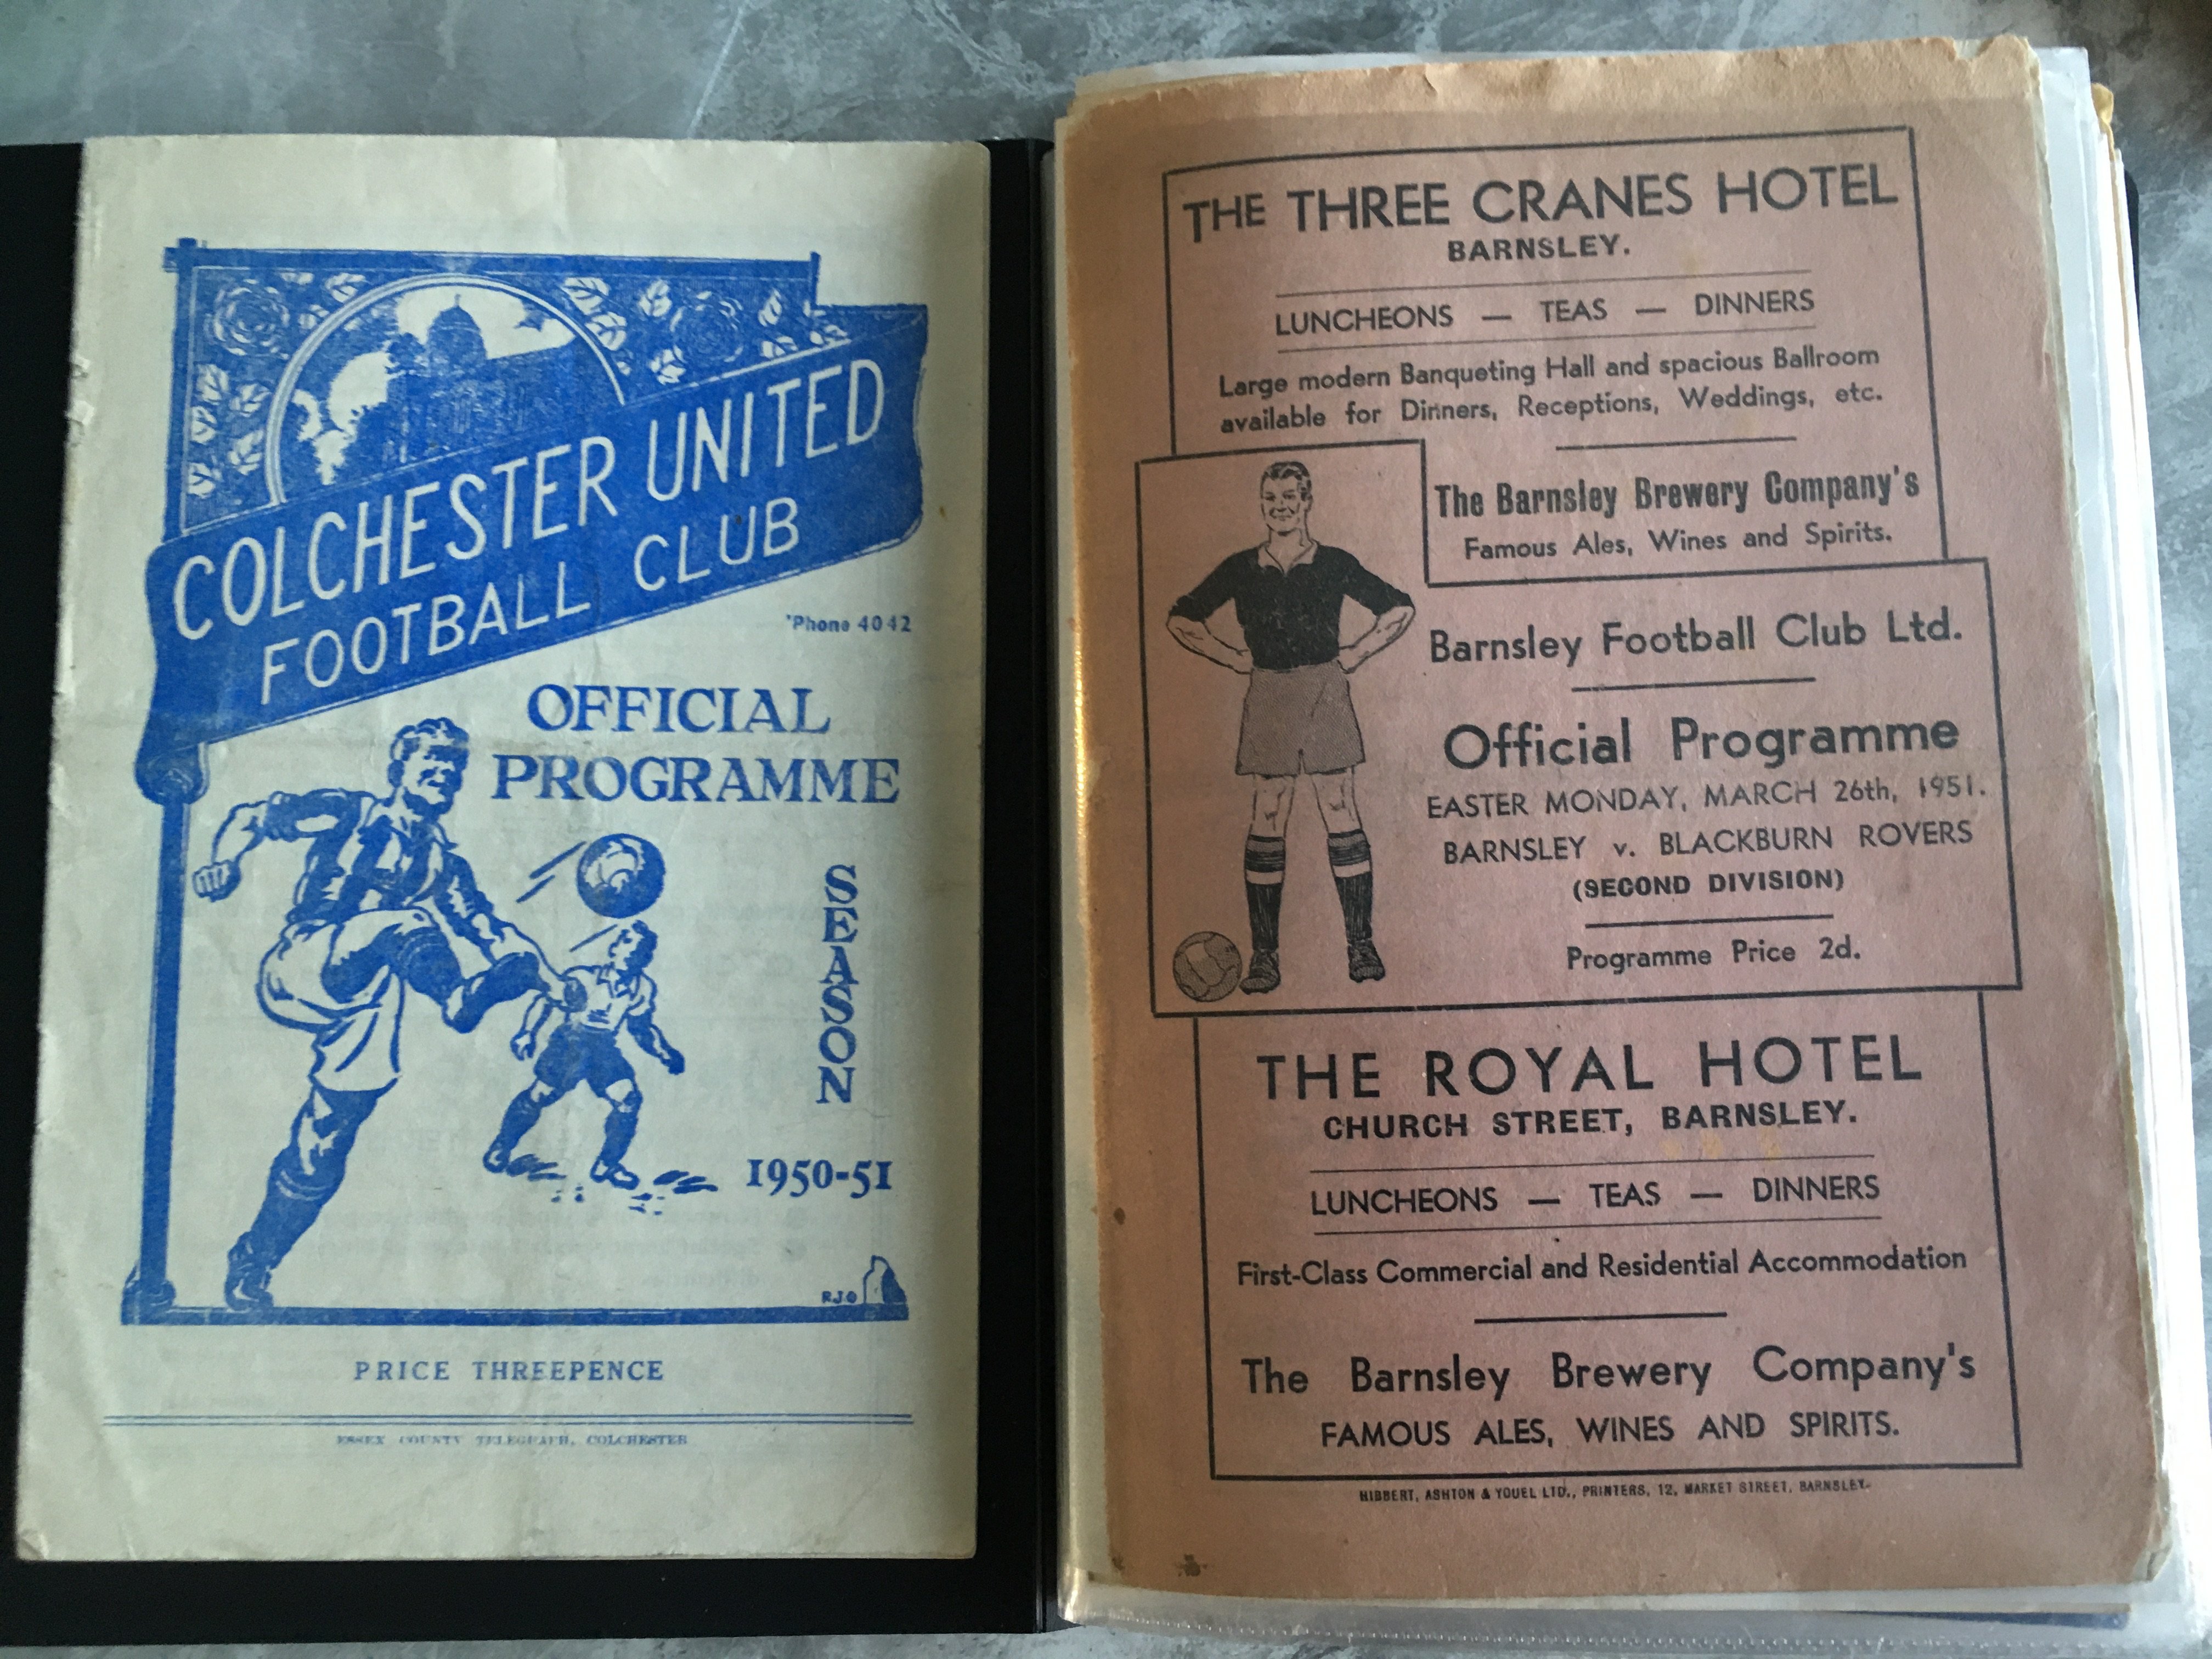 COLCHESTER UNITED
FOOTBALL CLUB
'Phone 4042
OFFICIAL
PROGRAMME
SEASON
1950-51
RJO
PRICE THREEPENCE
ESSEX COUNTY TELEGRAPH, COLCHESTER
THE THREE CRANES HOTEL
BARNSLEY.
LUNCHEONS — TEAS — DINNERS
Large modern Banqueting Hall and spacious Ballroom
available for Dinners, Receptions, Weddings, etc.
The Barnsley Brewery Company's
Famous Ales, Wines and Spirits.
Barnsley Football Club Ltd.
Official Programme
EASTER MONDAY, MARCH 26th, 1951.
BARNSLEY v. BLACKBURN ROVERS
(SECOND DIVISION)
Programme Price 2d.
THE ROYAL HOTEL
CHURCH STREET, BARNSLEY.
LUNCHEONS — TEAS — DINNERS
First-Class Commercial and Residential Accommodation
The Barnsley Brewery Company's
FAMOUS ALES, WINES AND SPIRITS.
HIBBERT, ASHTON & YOUEL LTD., PRINTERS, 12, MARKET STREET, BARNSLEY.